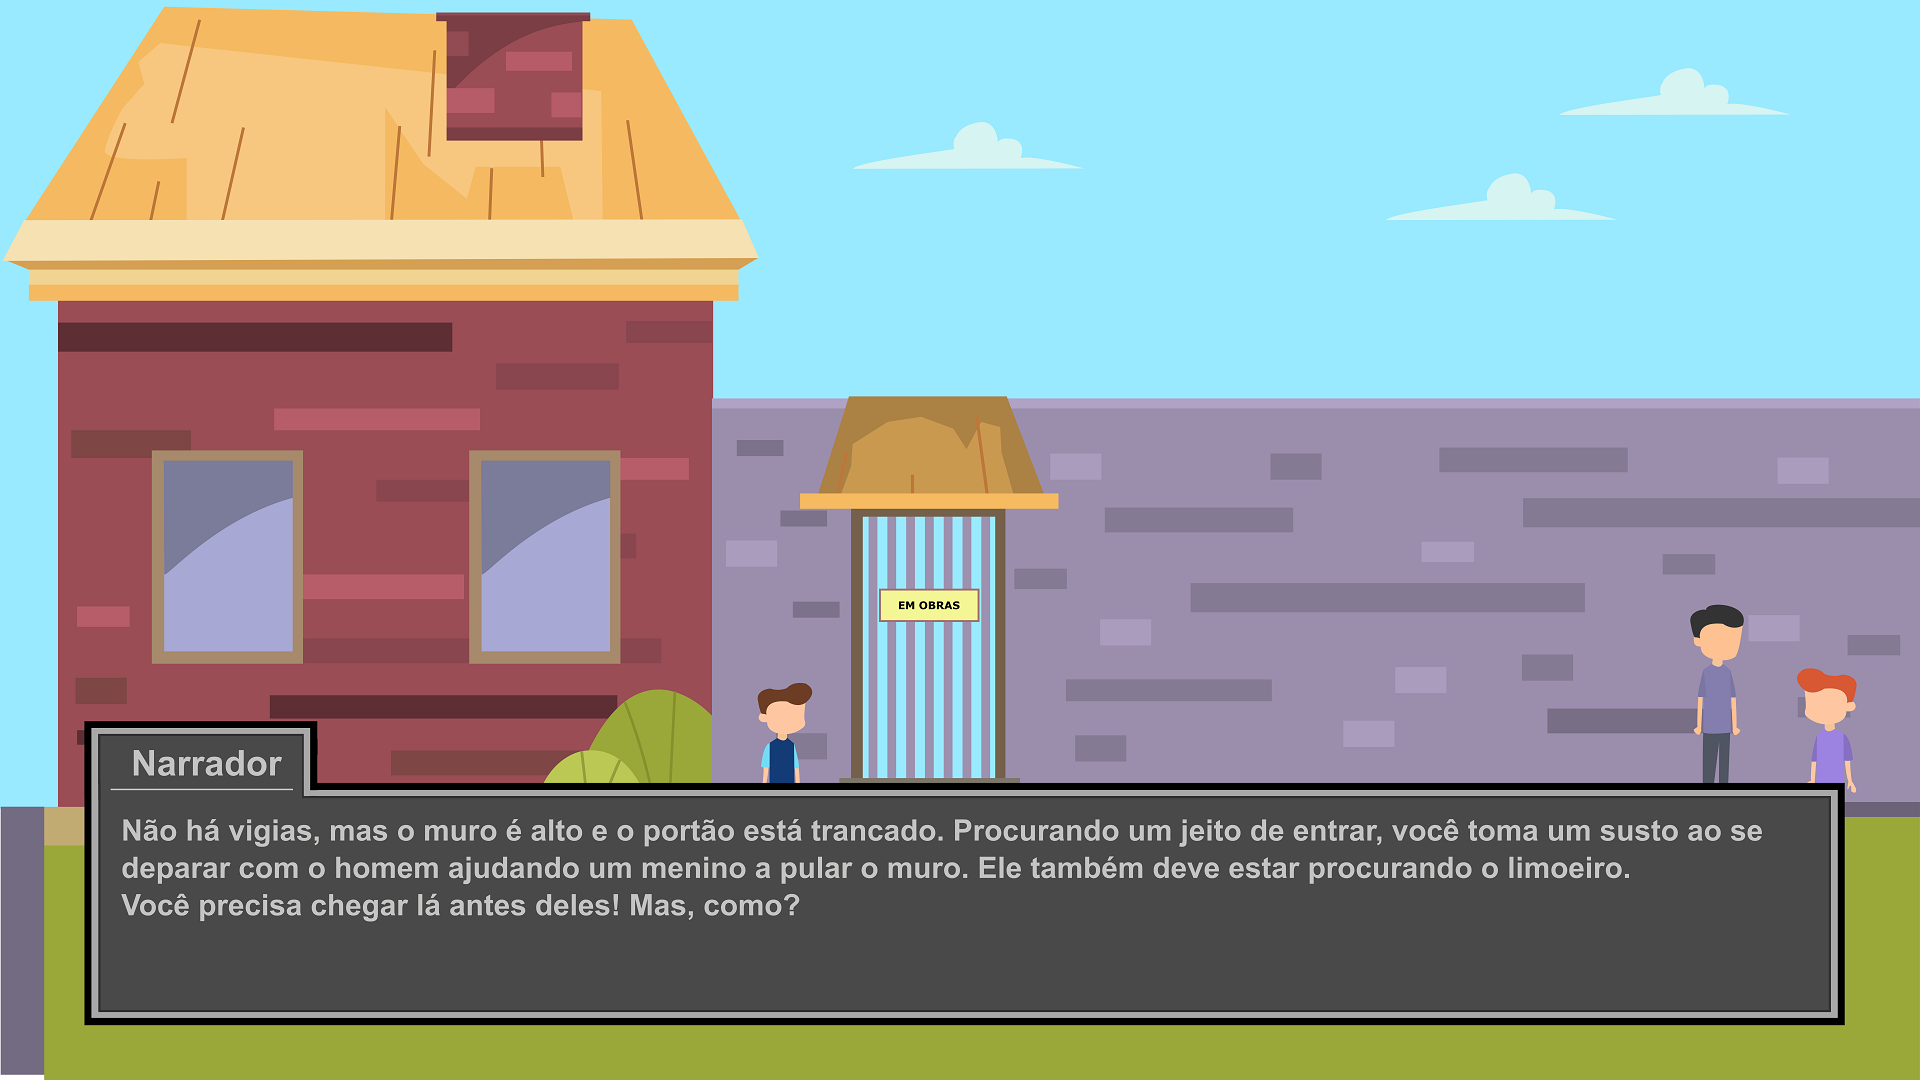 EM OBRAS
Narrador
Não há vigias, mas o muro é alto e o portão está trancado. Procurando um jeito de entrar, você toma um susto ao se
deparar com o homem ajudando um menino a pular o muro. Ele também deve estar procurando o limoeiro.
Você precisa chegar lá antes deles! Mas, como?